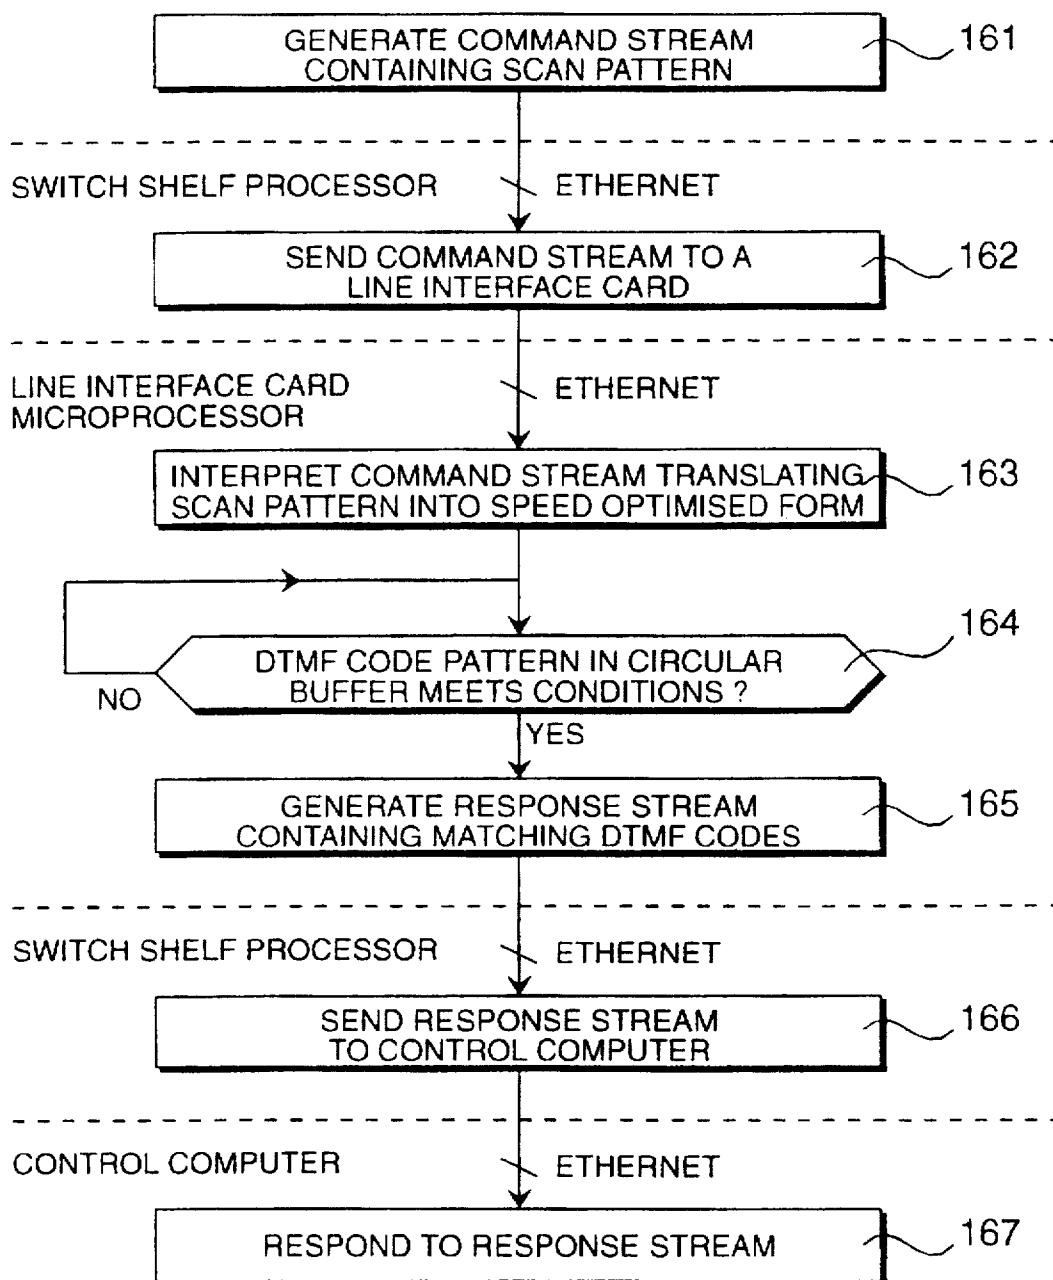 GENERATE COMMAND STREAM
CONTAINING SCAN PATTERN
161
SWITCH SHELF PROCESSOR
ETHERNET
SEND COMMAND STREAM TO A
LINE INTERFACE CARD
162
LINE INTERFACE CARD
MICROPROCESSOR
ETHERNET
INTERPRET COMMAND STREAM TRANSLATING
SCAN PATTERN INTO SPEED OPTIMISED FORM
163
DTMF CODE PATTERN IN CIRCULAR
BUFFER MEETS CONDITIONS ?
164
NO
YES
GENERATE RESPONSE STREAM
CONTAINING MATCHING DTMF CODES
165
SWITCH SHELF PROCESSOR
ETHERNET
SEND RESPONSE STREAM
TO CONTROL COMPUTER
166
CONTROL COMPUTER
ETHERNET
RESPOND TO RESPONSE STREAM
167